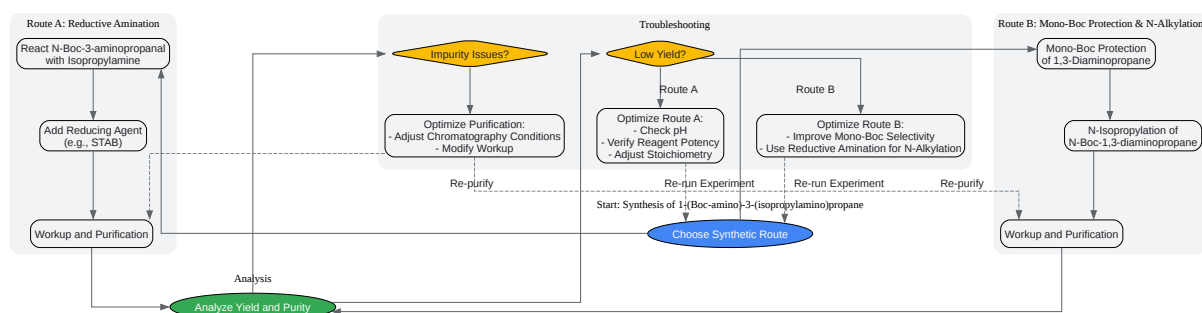 Route A: Reductive Amination
React N-Boc-3-aminopropanal
with Isopropylamine
Add Reducing Agent
(e.g., STAB)
Workup and Purification
Troubleshooting
Impurity Issues?
Low Yield?
Route A
Route B
Optimize Purification:
- Adjust Chromatography Conditions
- Modify Workup
Optimize Route A:
- Check pH
- Verify Reagent Potency
- Adjust Stoichiometry
Optimize Route B:
- Improve Mono-Boc Selectivity
- Use Reductive Amination for N-Alkylation
Re-purify
Re-run Experiment
Re-run Experiment
Re-purify
Start: Synthesis of 1-(Boc-amino)-3-(isopropylamino)propane
Choose Synthetic Route
Route B: Mono-Boc Protection & N-Alkylation
Mono-Boc Protection
of 1,3-Diaminopropane
N-Isopropylation of
N-Boc-1,3-diaminopropane
Workup and Purification
Analysis
Analyze Yield and Purity